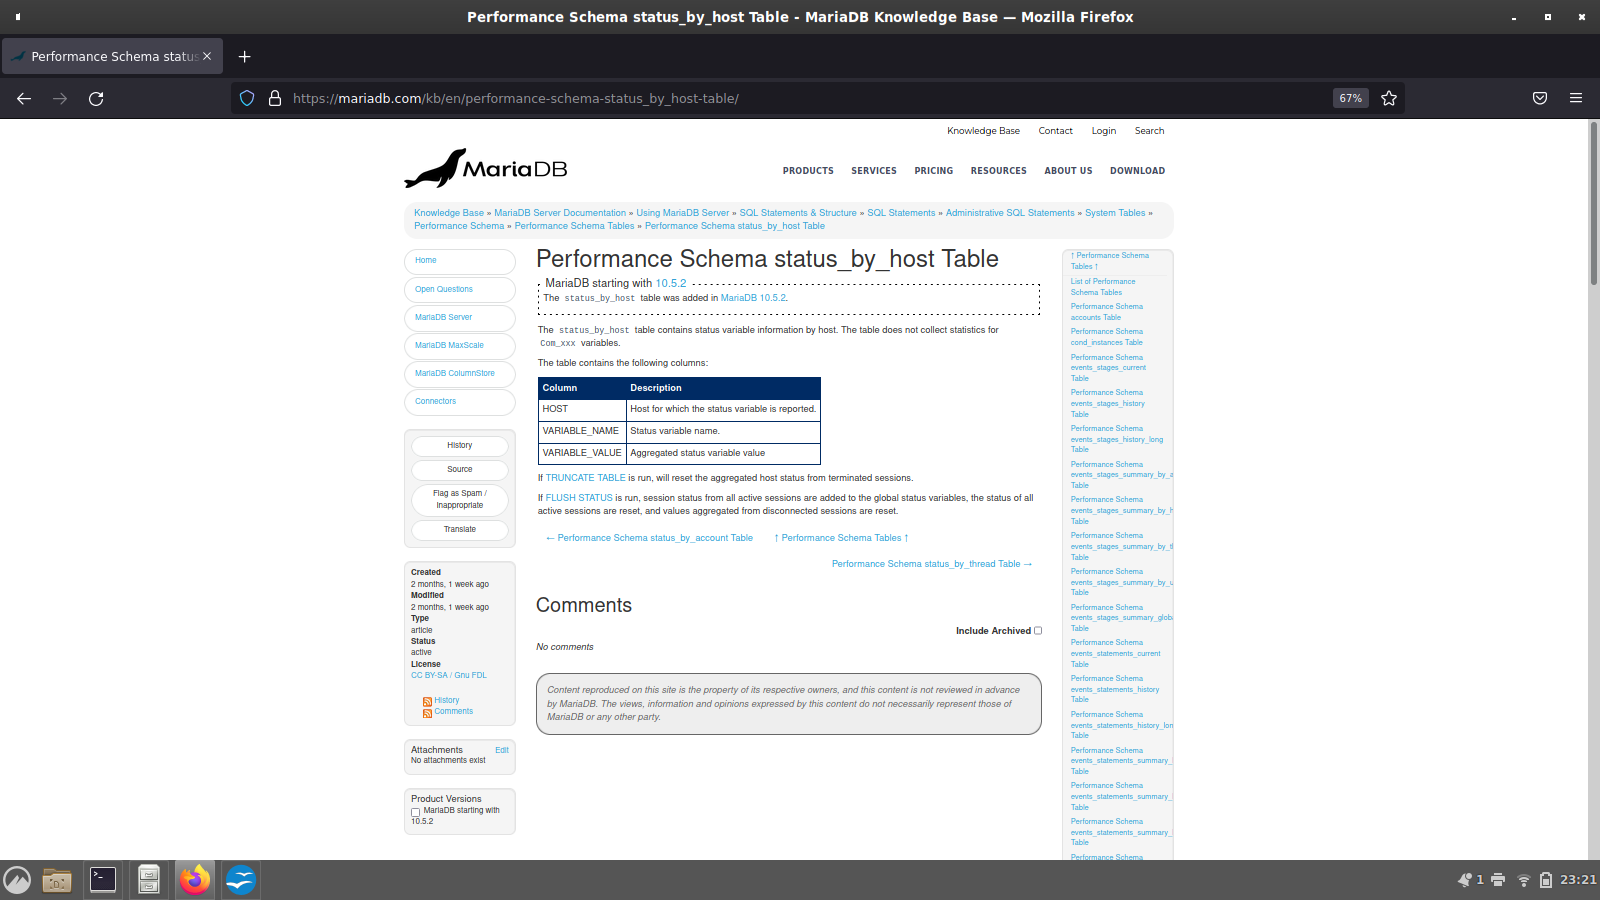 Performance Schema status_by_host Table - MariaDB Knowledge Base — Mozilla Firefox
Performance Schema status
https://mariadb.com/kb/en/performance-schema-status_by_host-table/
67%
Knowledge Base Contact Login Search
MariaDB
PRODUCTS SERVICES PRICING RESOURCES ABOUT US DOWNLOAD
Knowledge Base » MariaDB Server Documentation » Using MariaDB Server » SQL Statements & Structure » SQL Statements » Administrative SQL Statements » System Tables »
Performance Schema » Performance Schema Tables » Performance Schema status_by_host Table
Home
Open Questions
MariaDB Server
MariaDB MaxScale
MariaDB ColumnStore
Connectors
History
Source
Flag as Spam /
Inappropriate
Translate
Created
2 months, 1 week ago
Modified
2 months, 1 week ago
Type
article
Status
active
License
CC BY-SA / Gnu FDL
History
Comments
Attachments Edit
No attachments exist
Product Versions
MariaDB starting with
10.5.2
Performance Schema status_by_host Table
MariaDB starting with 10.5.2
The status_by_host table was added in MariaDB 10.5.2.
The status_by_host table contains status variable information by host. The table does not collect statistics for
Com_xxx variables.
The table contains the following columns:
Column Description
HOST Host for which the status variable is reported.
VARIABLE_NAME Status variable name.
VARIABLE_VALUE Aggregated status variable value
If TRUNCATE TABLE is run, will reset the aggregated host status from terminated sessions.
If FLUSH STATUS is run, session status from all active sessions are added to the global status variables, the status of all
active sessions are reset, and values aggregated from disconnected sessions are reset.
← Performance Schema status_by_account Table ↑ Performance Schema Tables ↑
Performance Schema status_by_thread Table →
Comments
Include Archived
No comments
Content reproduced on this site is the property of its respective owners, and this content is not reviewed in advance
by MariaDB. The views, information and opinions expressed by this content do not necessarily represent those of
MariaDB or any other party.
↑ Performance Schema
Tables ↑
List of Performance
Schema Tables
Performance Schema
accounts Table
Performance Schema
cond_instances Table
Performance Schema
events_stages_current
Table
Performance Schema
events_stages_history
Table
Performance Schema
events_stages_history_long
Table
Performance Schema
events_stages_summary_by_a
Table
Performance Schema
events_stages_summary_by_h
Table
Performance Schema
events_stages_summary_by_t
Table
Performance Schema
events_stages_summary_by_u
Table
Performance Schema
events_stages_summary_glob
Table
Performance Schema
events_statements_current
Table
Performance Schema
events_statements_history
Table
Performance Schema
events_statements_history_lon
Table
Performance Schema
events_statements_summary_
Table
Performance Schema
events_statements_summary_
Table
Performance Schema
events_statements_summary_
Table
Performance Schema
1
23:21